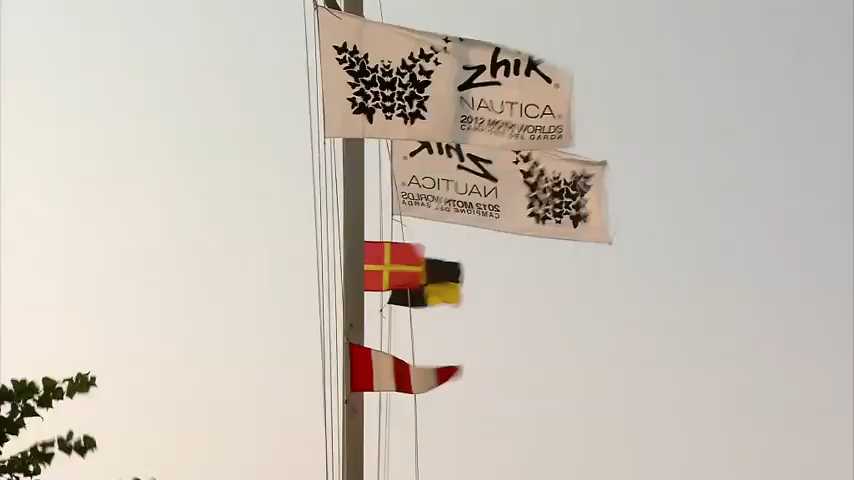 zhik
NAUTICA
2012 MOTH WORLDS
CAMPIONE DEL GARDA
zhik
NAUTICA
2012 MOTH WORLDS
CAMPIONE DEL GARDA